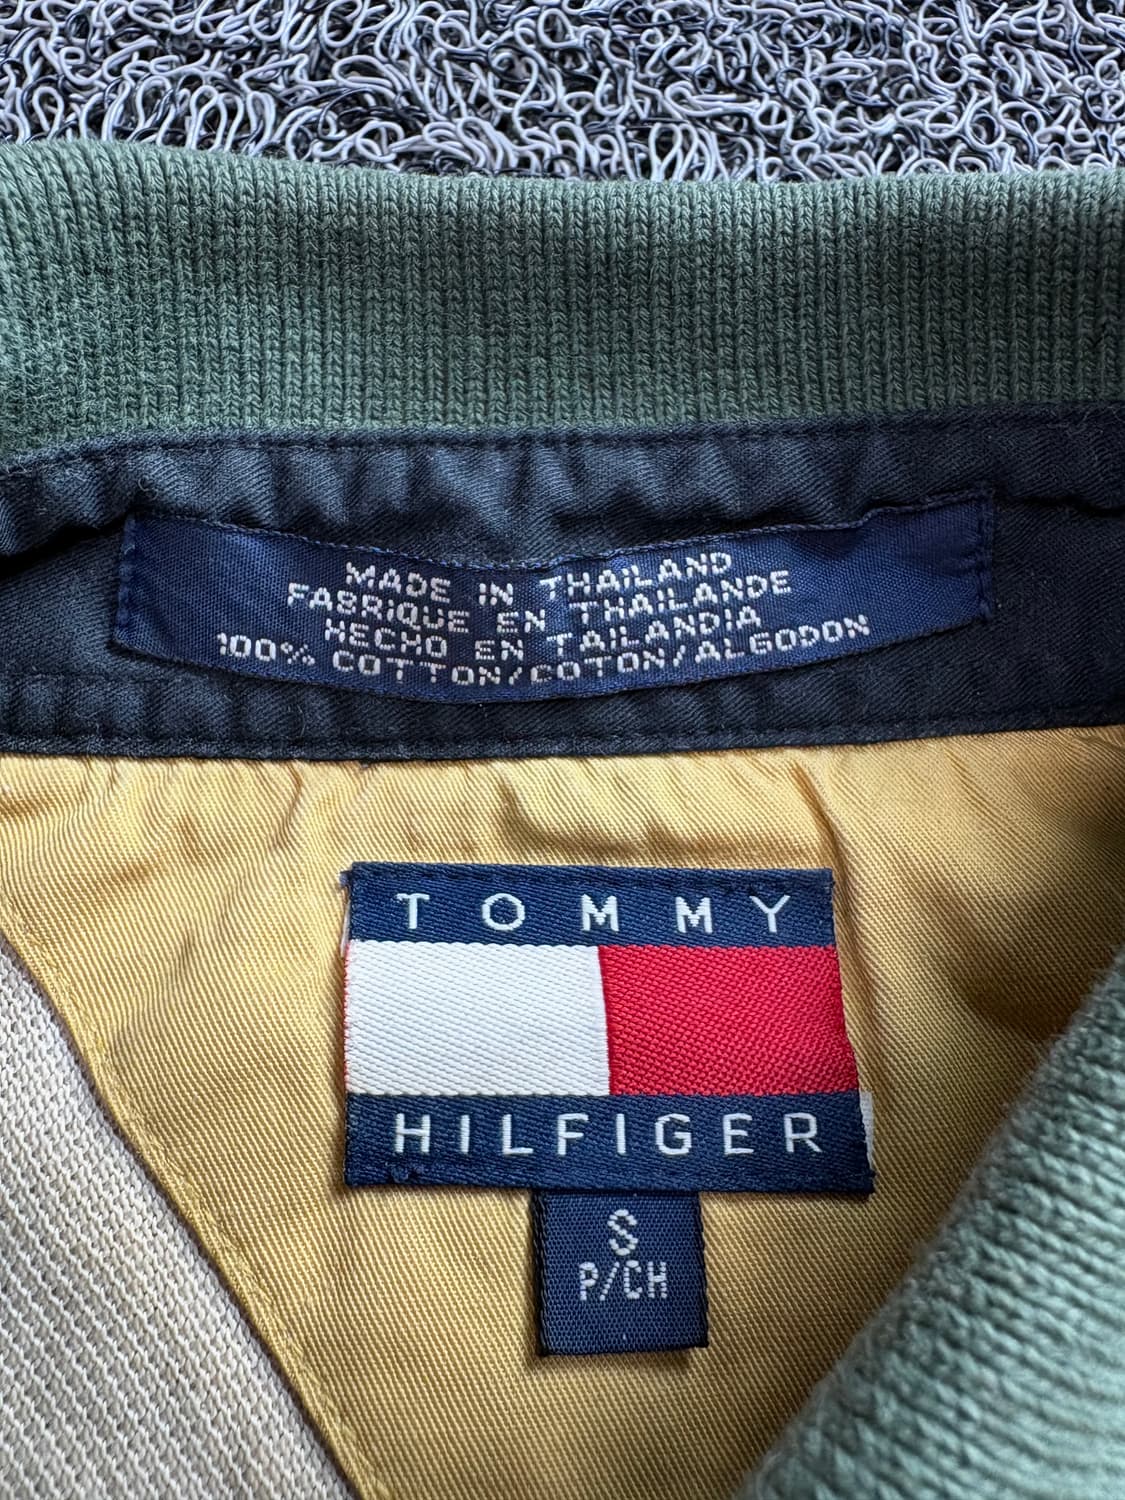 MADE IN THAILAND
FABRIQUE EN THAILANDE
HECHO EN TAILANDIA
100% COTTON/COTON/ALGODON
TOMMY
HILFIGER
S
P/CH